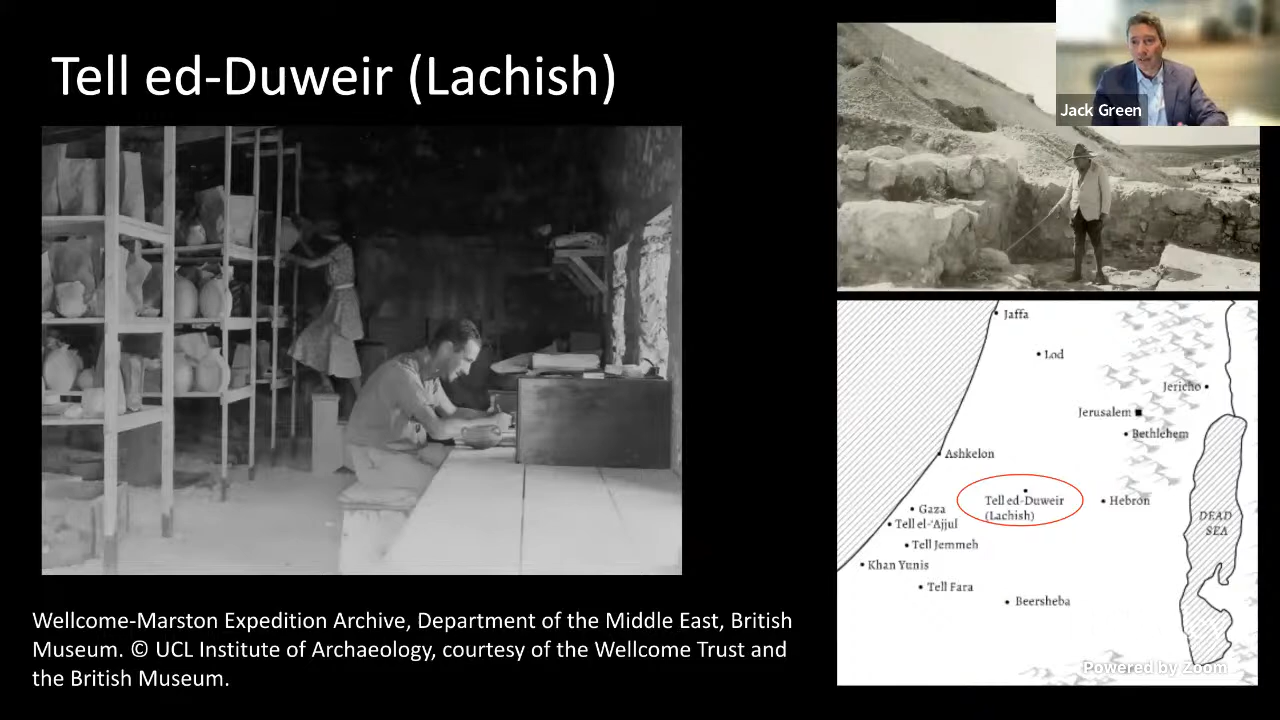 Tell ed-Duweir (Lachish)
Jack Green
Jaffa
Lod
Jericho
Jerusalem
Bethlehem
Ashkelon
Tell ed-Duweir
(Lachish)
Hebron
Gaza
Tell el-'Ajjul
DEAD
SEA
Tell Jemmeh
Khan Yunis
Tell Fara
Beersheba
Powered by Zoom
Wellcome-Marston Expedition Archive, Department of the Middle East, British
Museum. © UCL Institute of Archaeology, courtesy of the Wellcome Trust and
the British Museum.